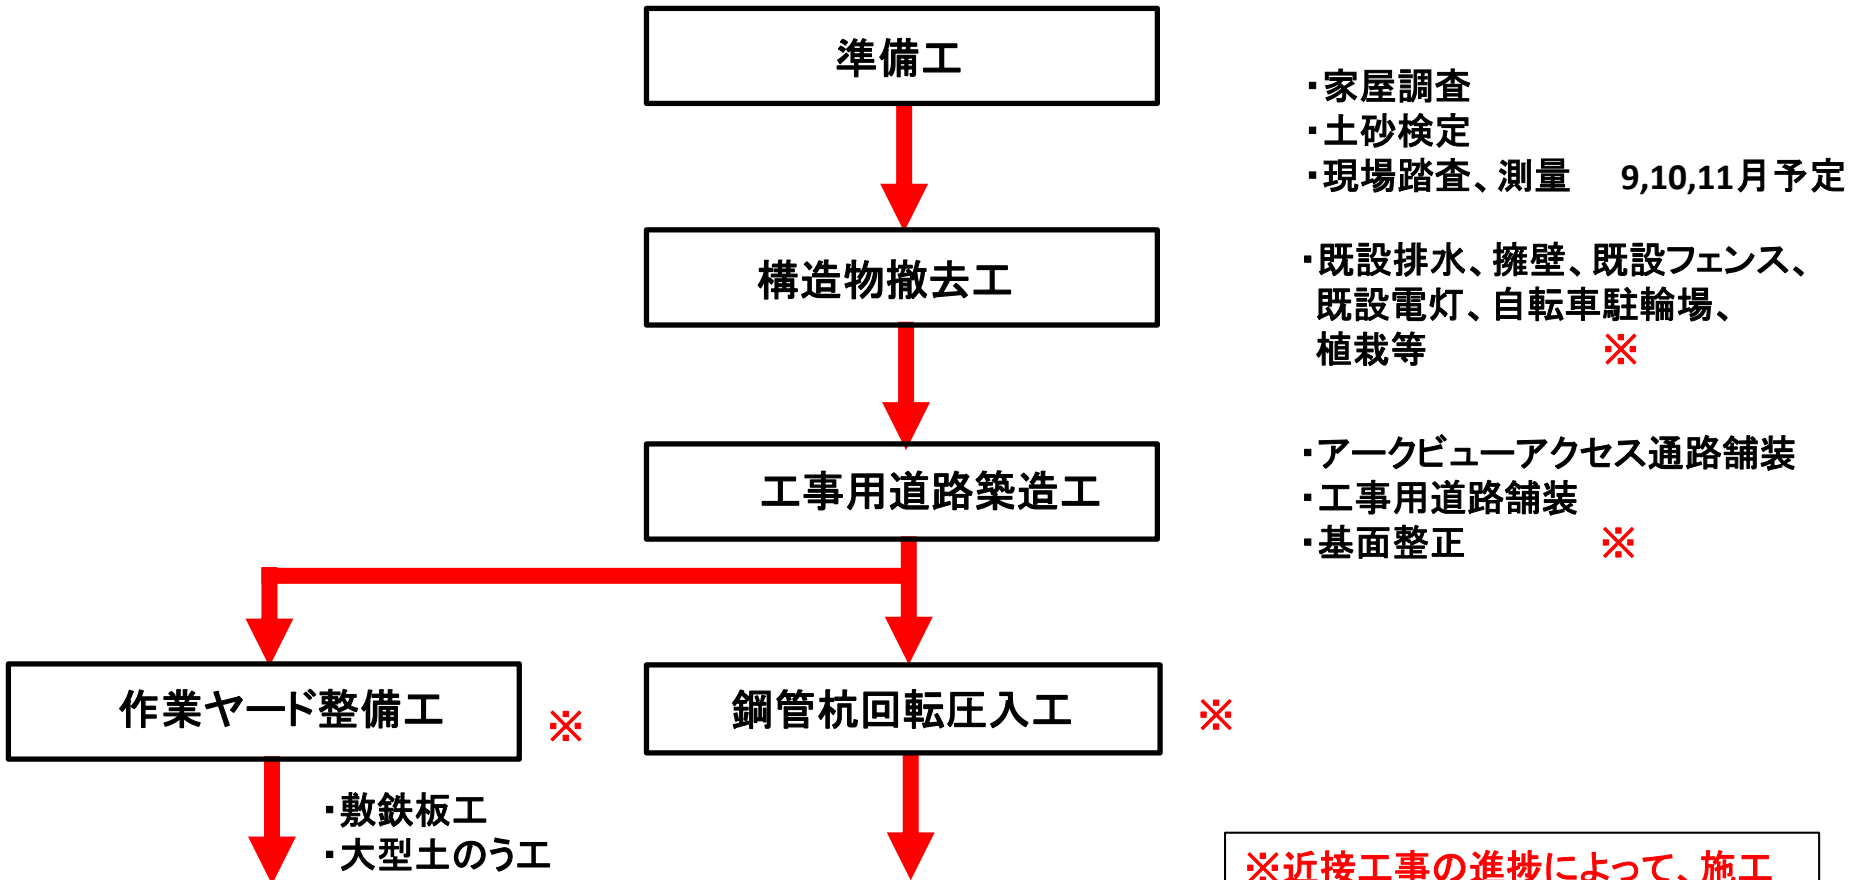 準備工
・家屋調査
・土砂検定
・現場踏査、測量 9,10,11月予定
構造物撤去工
・既設排水、擁壁、既設フェンス、
既設電灯、自転車駐輪場、
植栽等 ※
工事用道路築造工
・アークビューアクセス通路舗装
・工事用道路舗装
・基面整正 ※
作業ヤード整備工 ※
鋼管杭回転圧入工 ※
・敷鉄板工
・大型土のう工
※近接工事の進捗によって、施工